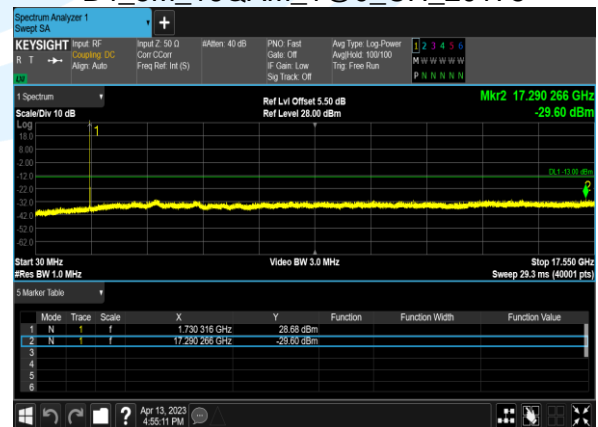 Spectrum Analyzer 1
Swept SA
KEYSIGHT
R T
LXI
Input: RF
Coupling: DC
Align: Auto
Input Z: 50 Ω
Corr CCorr
Freq Ref: Int (S)
#Atten: 40 dB
PNO: Fast
Gate: Off
IF Gain: Low
Sig Track: Off
Avg Type: Log-Power
Avg|Hold: 100/100
Trig: Free Run
1 2 3 4 5 6
M W W W W W
P N N N N N
1 Spectrum
Scale/Div 10 dB
Ref Lvl Offset 5.50 dB
Ref Level 28.00 dBm
Mkr2 17.290 266 GHz
-29.60 dBm
Log
1
18.0
8.00
-2.00
DL1 -13.00 dBm
-12.0
2
-22.0
-32.0
-42.0
-52.0
-62.0
Start 30 MHz
Video BW 3.0 MHz
Stop 17.550 GHz
#Res BW 1.0 MHz
Sweep 29.3 ms (40001 pts)
5 Marker Table
Mode Trace Scale X Y Function Function Width Function Value
1 N 1 f 1.730 316 GHz 28.68 dBm
2 N 1 f 17.290 266 GHz -29.60 dBm
3
4
5
6
?
Apr 13, 2023
4:55:11 PM